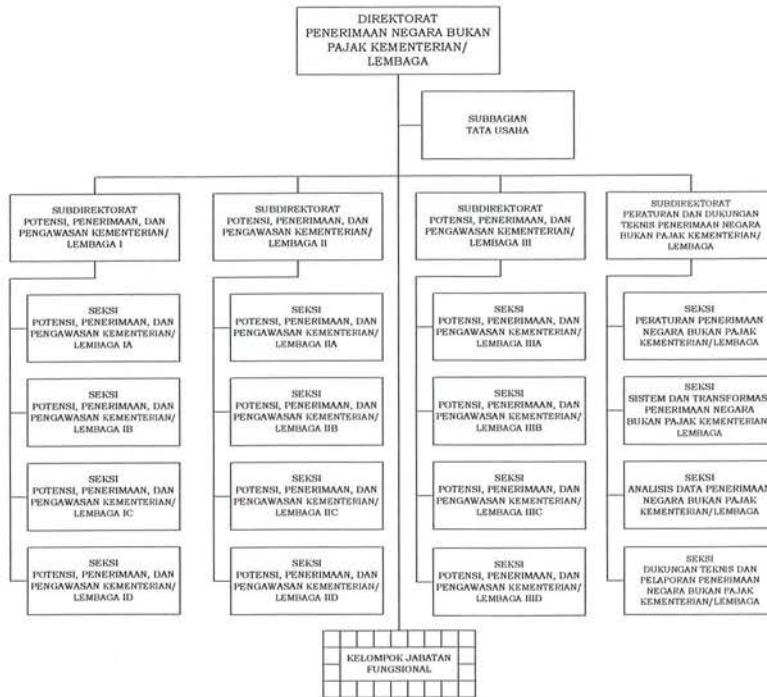 DIREKTORAT
PENERIMAAN NEGARA BUKAN
PAJAK KEMENTERIAN/
LEMBAGA
SUBBAGIAN
TATA USAHA
SUBDIREKTORAT
POTENSI, PENERIMAAN, DAN
PENGAWASAN KEMENTERIAN/
LEMBAGA I
SUBDIREKTORAT
POTENSI, PENERIMAAN, DAN
PENGAWASAN KEMENTERIAN/
LEMBAGA II
SUBDIREKTORAT
POTENSI, PENERIMAAN, DAN
PENGAWASAN KEMENTERIAN/
LEMBAGA III
SUBDIREKTORAT
PERATURAN DAN DUKUNGAN
TEKNIS PENERIMAAN NEGARA
BUKAN PAJAK KEMENTERIAN/
LEMBAGA
SEKSI
POTENSI, PENERIMAAN, DAN
PENGAWASAN KEMENTERIAN/
LEMBAGA IA
SEKSI
POTENSI, PENERIMAAN, DAN
PENGAWASAN KEMENTERIAN/
LEMBAGA IIA
SEKSI
POTENSI, PENERIMAAN, DAN
PENGAWASAN KEMENTERIAN/
LEMBAGA IIIA
SEKSI
PERATURAN PENERIMAAN
NEGARA BUKAN PAJAK
KEMENTERIAN/LEMBAGA
SEKSI
POTENSI, PENERIMAAN, DAN
PENGAWASAN KEMENTERIAN/
LEMBAGA IB
SEKSI
POTENSI, PENERIMAAN, DAN
PENGAWASAN KEMENTERIAN/
LEMBAGA IIB
SEKSI
POTENSI, PENERIMAAN, DAN
PENGAWASAN KEMENTERIAN/
LEMBAGA IIIB
SEKSI
SISTEM DAN TRANSFORMASI
PENERIMAAN NEGARA
BUKAN PAJAK KEMENTERIAN/
LEMBAGA
SEKSI
POTENSI, PENERIMAAN, DAN
PENGAWASAN KEMENTERIAN/
LEMBAGA IC
SEKSI
POTENSI, PENERIMAAN, DAN
PENGAWASAN KEMENTERIAN/
LEMBAGA IIC
SEKSI
POTENSI, PENERIMAAN, DAN
PENGAWASAN KEMENTERIAN/
LEMBAGA IIIC
SEKSI
ANALISIS DATA PENERIMAAN
NEGARA BUKAN PAJAK
KEMENTERIAN/LEMBAGA
SEKSI
POTENSI, PENERIMAAN, DAN
PENGAWASAN KEMENTERIAN/
LEMBAGA ID
SEKSI
POTENSI, PENERIMAAN, DAN
PENGAWASAN KEMENTERIAN/
LEMBAGA IID
SEKSI
POTENSI, PENERIMAAN, DAN
PENGAWASAN KEMENTERIAN/
LEMBAGA IIID
SEKSI
DUKUNGAN TEKNIS DAN
PELAPORAN PENERIMAAN
NEGARA BUKAN PAJAK
KEMENTERIAN/LEMBAGA
KELOMPOK JABATAN
FUNGSIONAL